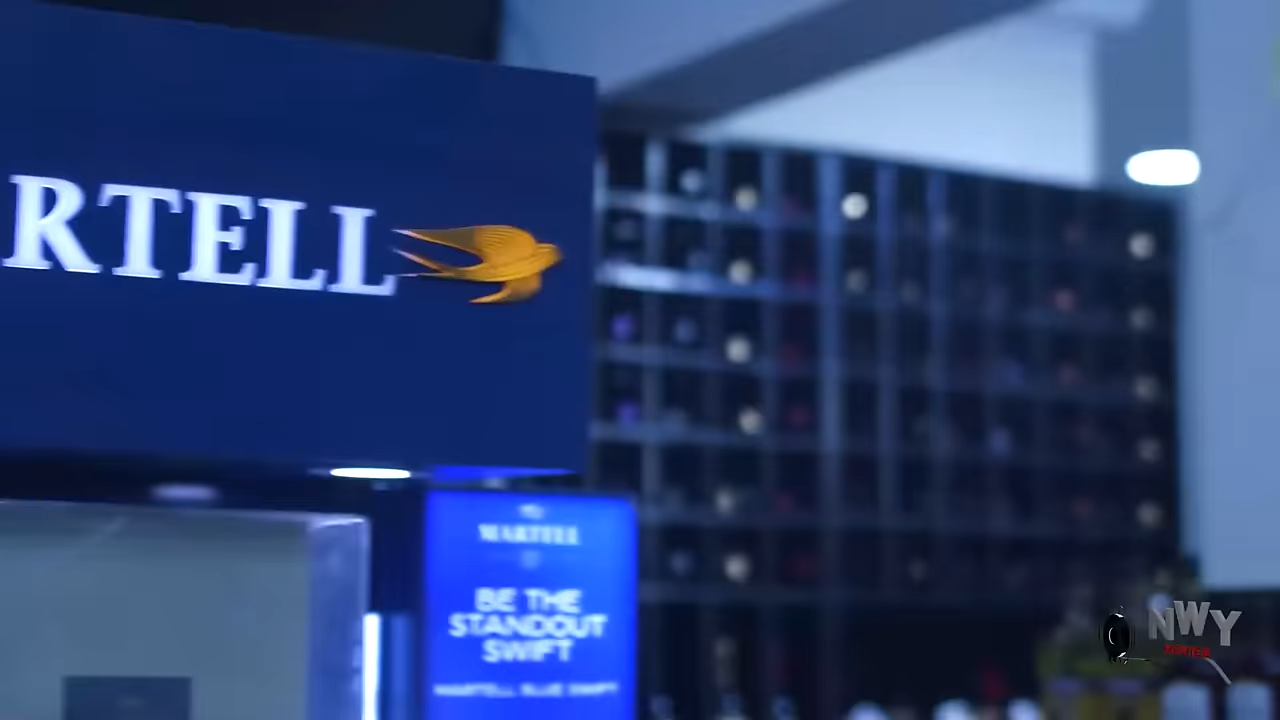 RTELL
MARTELL
BE THE
STANDOUT
SWIFT
MARTELL BLUE SWIFT
NWY